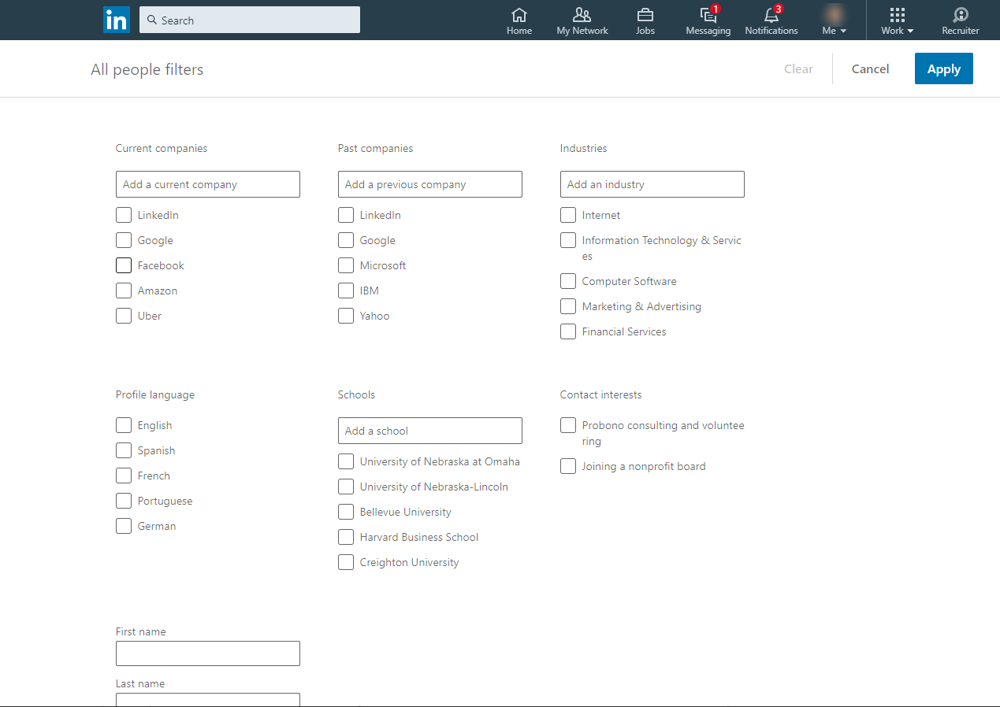 in
Search
Home
My Network
Jobs
1
Messaging
3
Notifications
Me
Work
Recruiter
All people filters
Clear
Cancel
Apply
Current companies
Add a current company
LinkedIn
Google
Facebook
Amazon
Uber
Past companies
Add a previous company
LinkedIn
Google
Microsoft
IBM
Yahoo
Industries
Add an industry
Internet
Information Technology & Servic
es
Computer Software
Marketing & Advertising
Financial Services
Profile language
English
Spanish
French
Portuguese
German
Schools
Add a school
University of Nebraska at Omaha
University of Nebraska-Lincoln
Bellevue University
Harvard Business School
Creighton University
Contact interests
Probono consulting and voluntee
ring
Joining a nonprofit board
First name
Last name